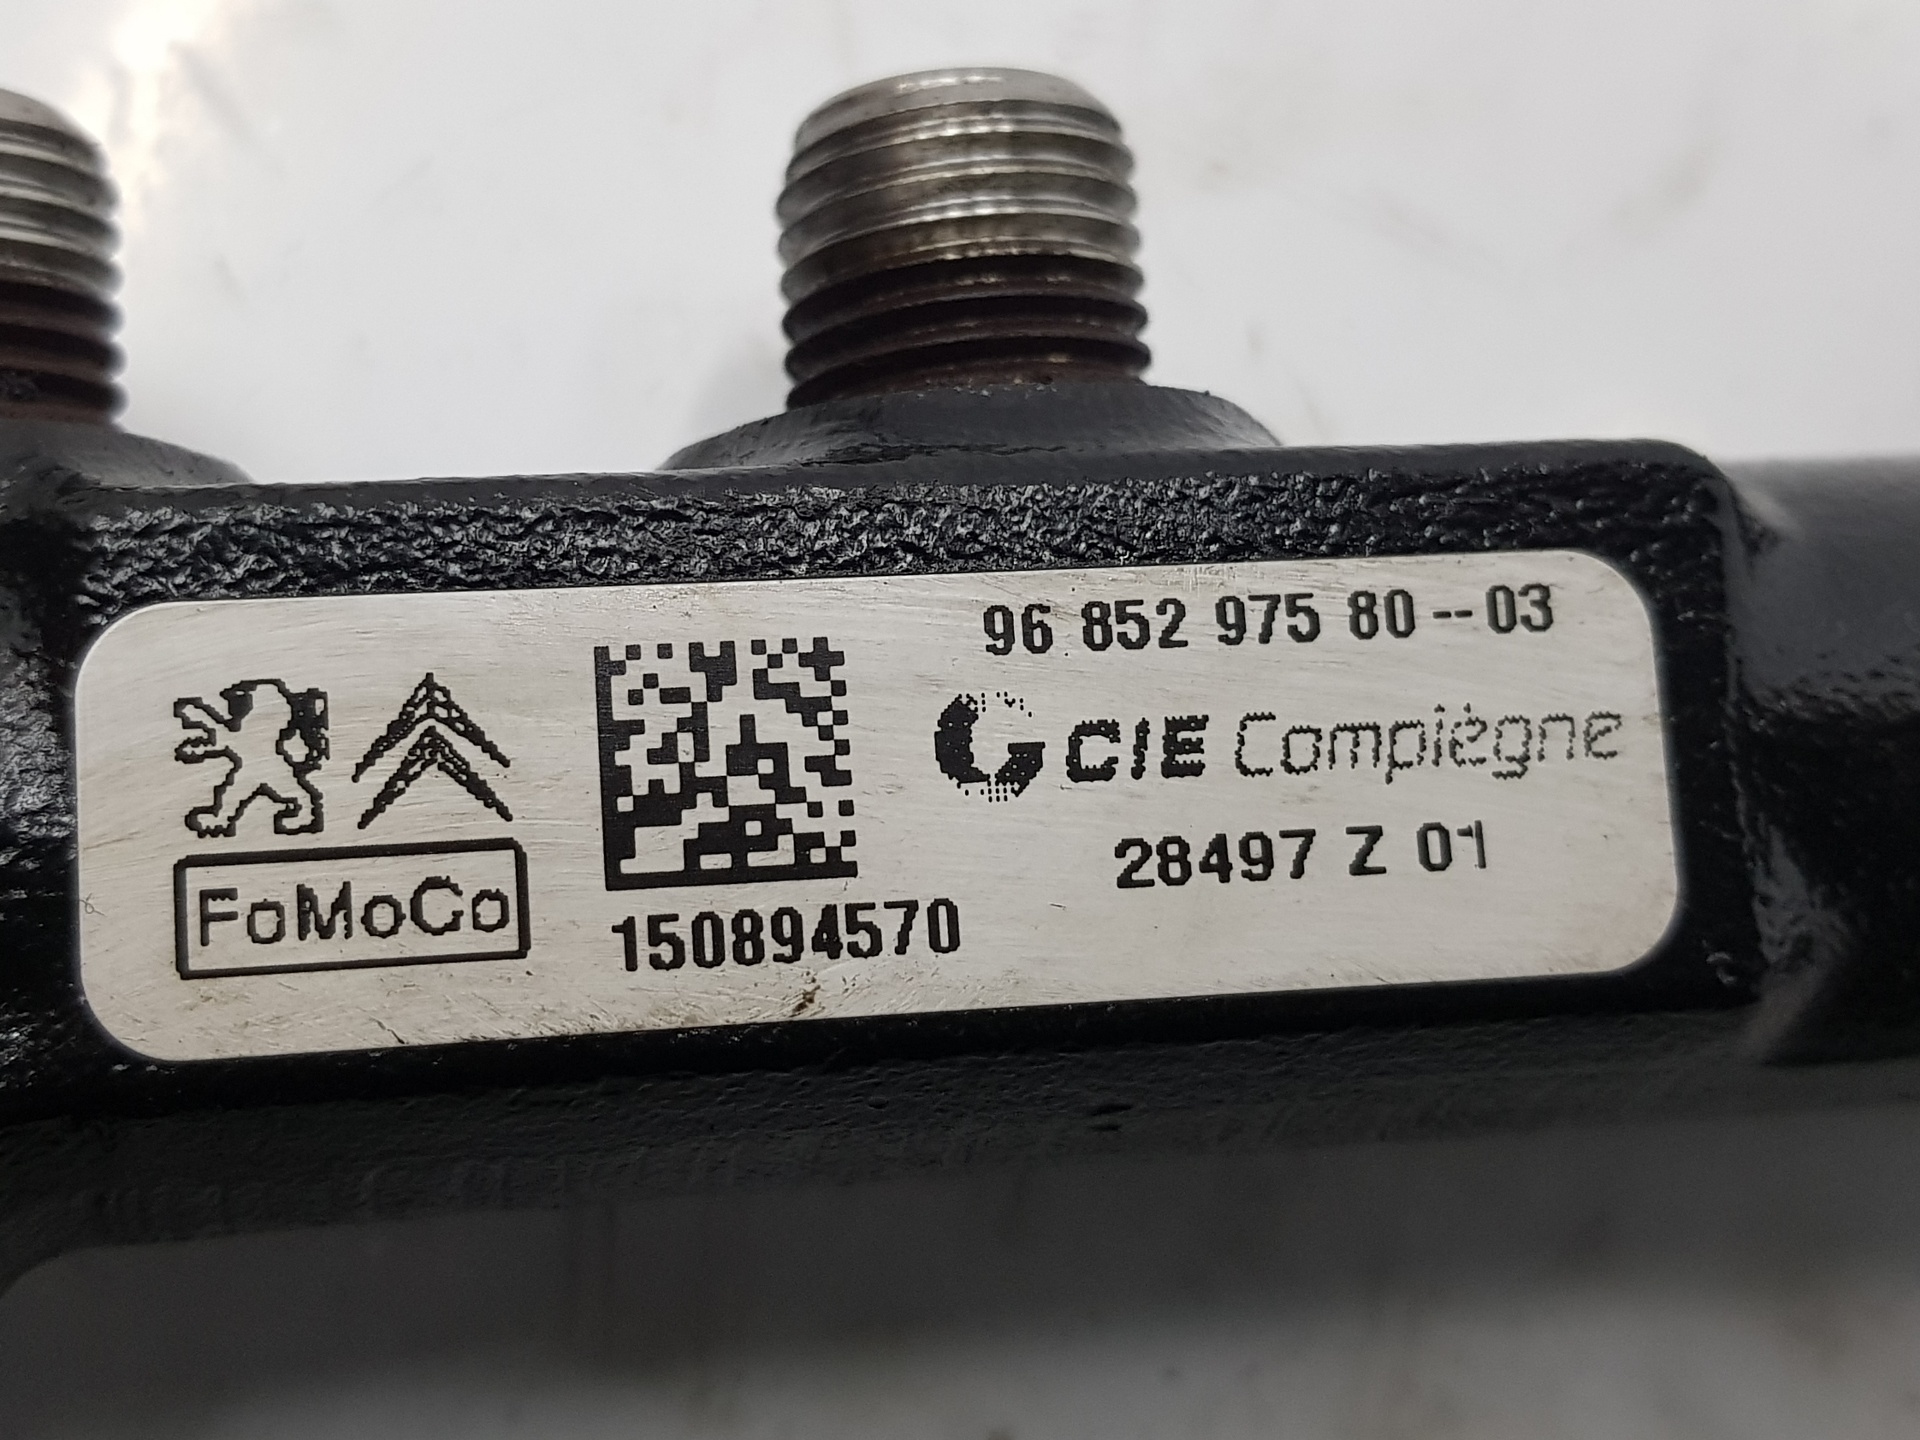 96 852 975 80--03
CIE Compiègne
28497 Z 01
FoMoCo
150894570